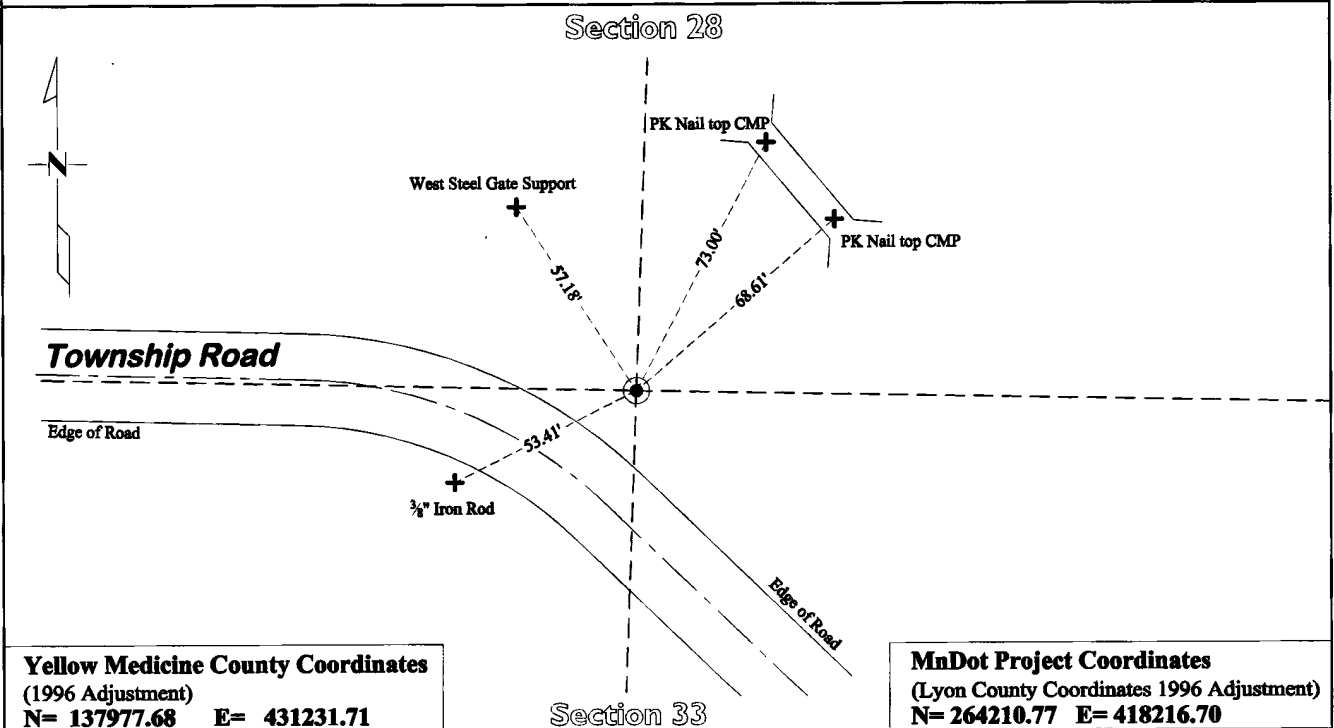 Section 28
PK Nail top CMP
N
West Steel Gate Support
PK Nail top CMP
57.18'
73.00'
68.61'
Township Road
Edge of Road
53.41'
⅜" Iron Rod
Edge of Road
Yellow Medicine County Coordinates
(1996 Adjustment)
N= 137977.68 E= 431231.71
Section 33
MnDot Project Coordinates
(Lyon County Coordinates 1996 Adjustment)
N= 264210.77 E= 418216.70